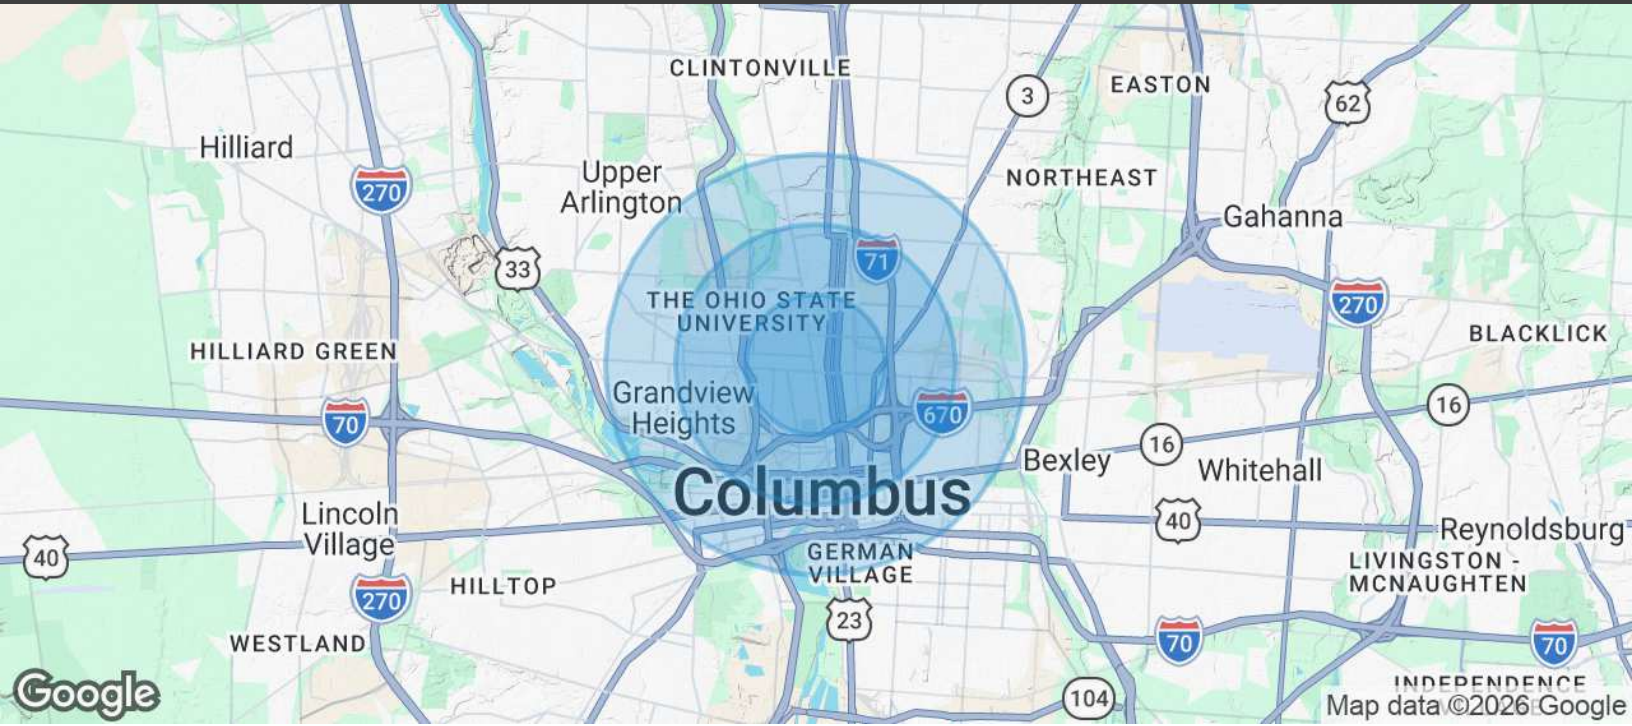 CLINTONVILLE
EASTON
3
62
Hilliard
Upper
Arlington
270
NORTHEAST
Gahanna
33
71
THE OHIO STATE
UNIVERSITY
270
BLACKLICK
HILLIARD GREEN
Grandview
Heights
70
670
16
16
Bexley
Whitehall
Columbus
Lincoln
Village
40
40
Reynoldsburg
GERMAN
VILLAGE
LIVINGSTON -
MCNAUGHTEN
HILLTOP
270
23
WESTLAND
70
70
Google
104
INDEPENDENCE
Map data ©2026 Google